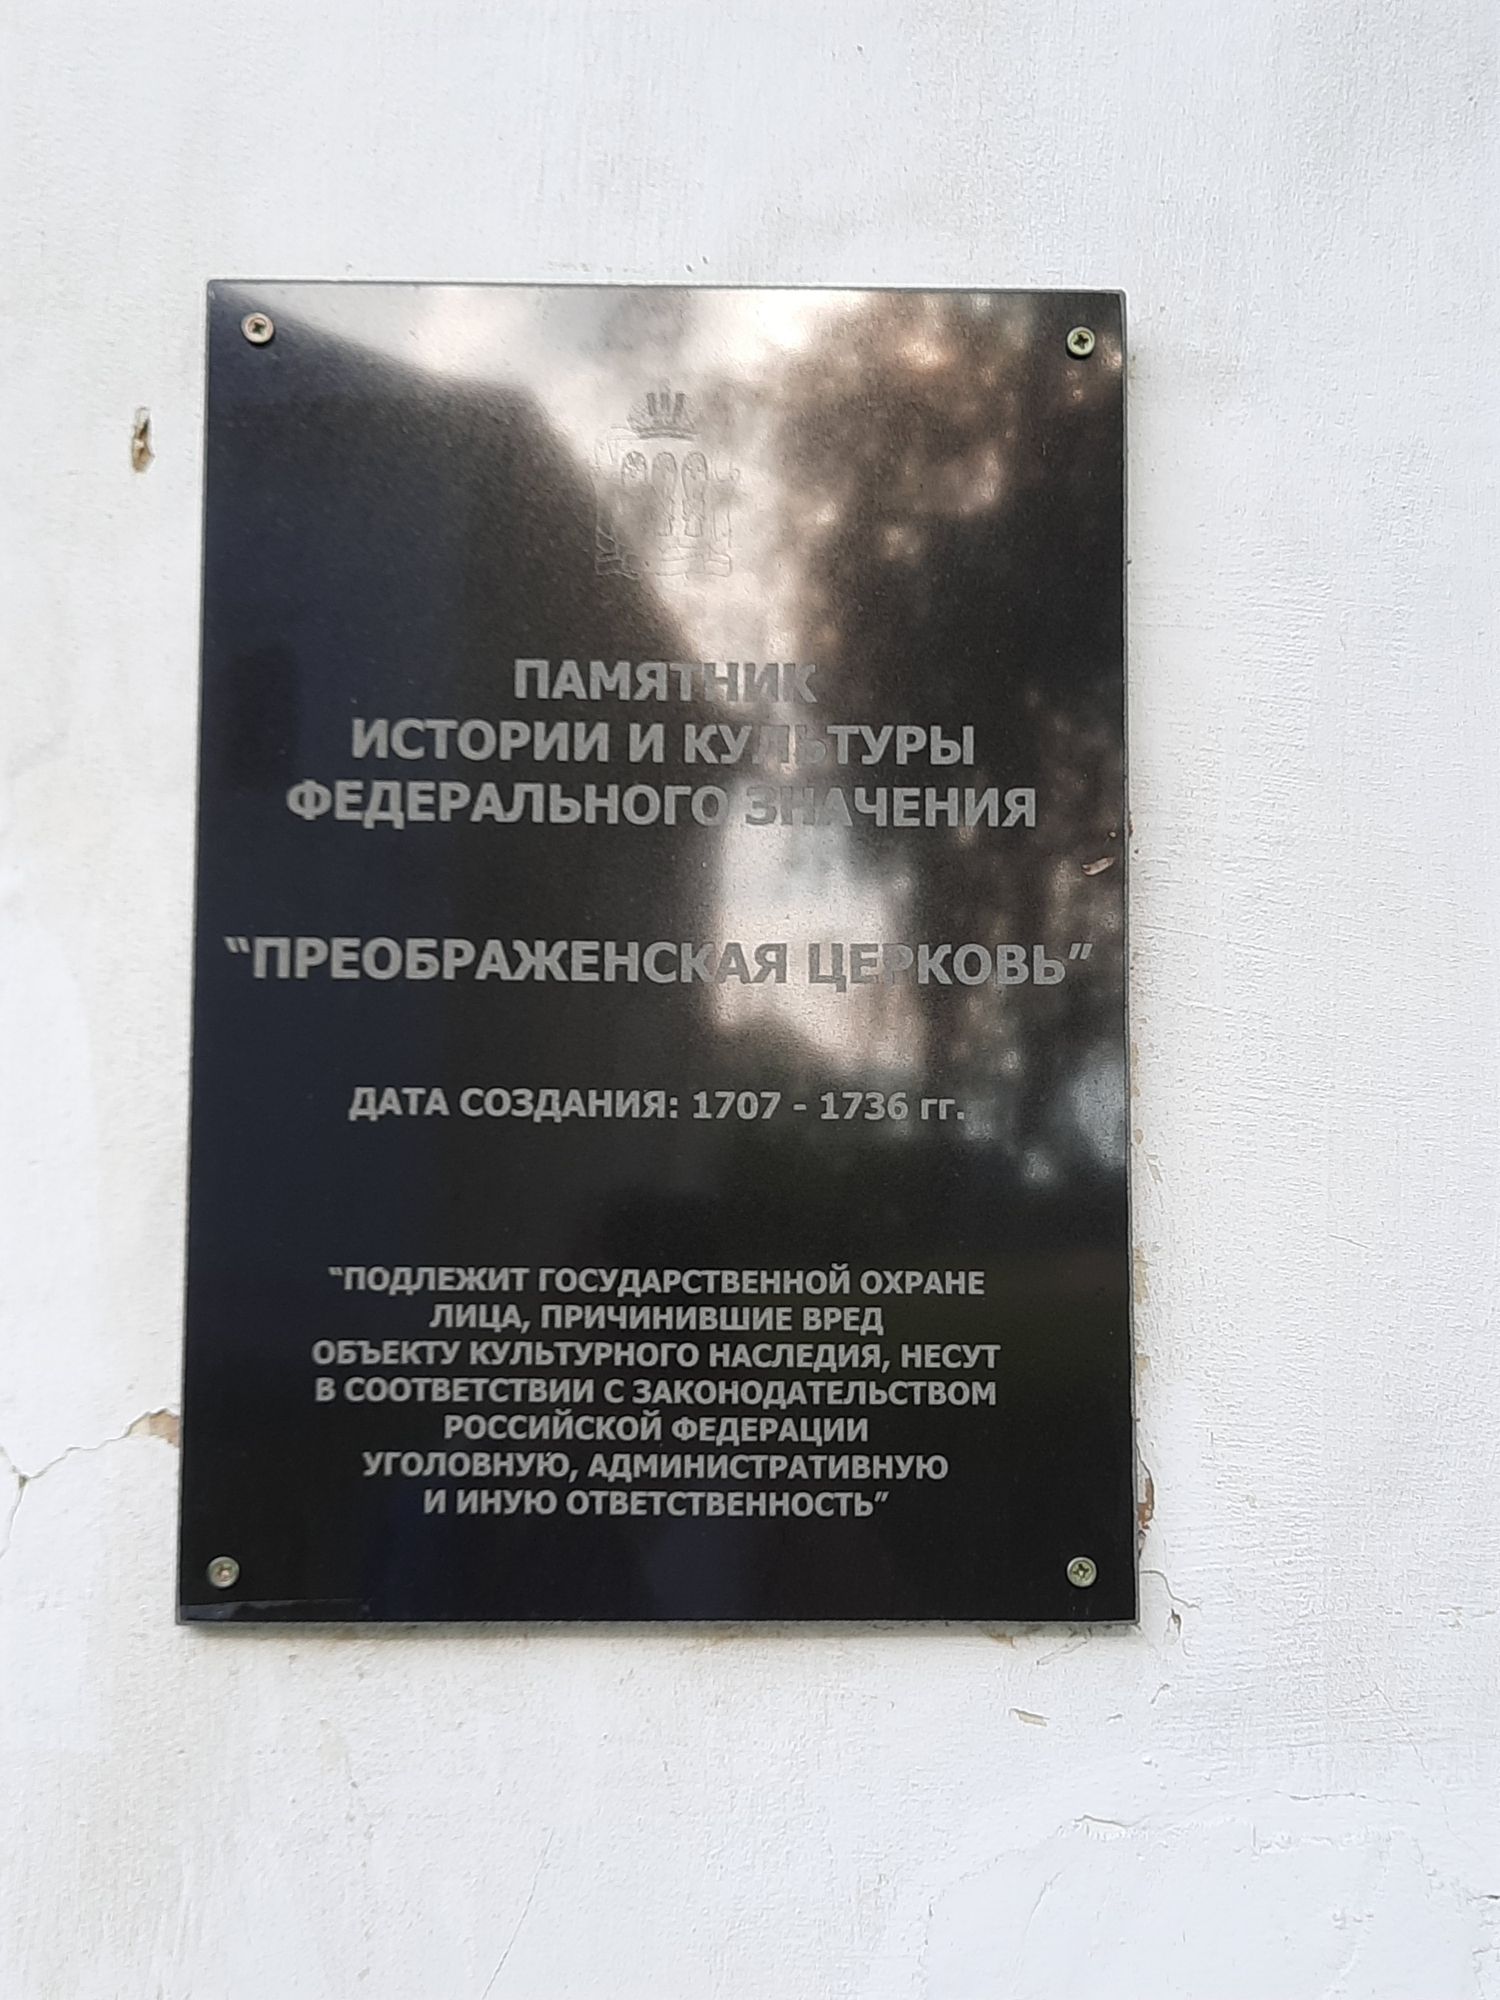 ПАМЯТНИК
ИСТОРИИ И КУЛЬТУРЫ
ФЕДЕРАЛЬНОГО ЗНАЧЕНИЯ
“ПРЕОБРАЖЕНСКАЯ ЦЕРКОВЬ”
ДАТА СОЗДАНИЯ: 1707 - 1736 гг.
“ПОДЛЕЖИТ ГОСУДАРСТВЕННОЙ ОХРАНЕ
ЛИЦА, ПРИЧИНИВШИЕ ВРЕД
ОБЪЕКТУ КУЛЬТУРНОГО НАСЛЕДИЯ, НЕСУТ
В СООТВЕТСТВИИ С ЗАКОНОДАТЕЛЬСТВОМ
РОССИЙСКОЙ ФЕДЕРАЦИИ
УГОЛОВНУЮ, АДМИНИСТРАТИВНУЮ
И ИНУЮ ОТВЕТСТВЕННОСТЬ”